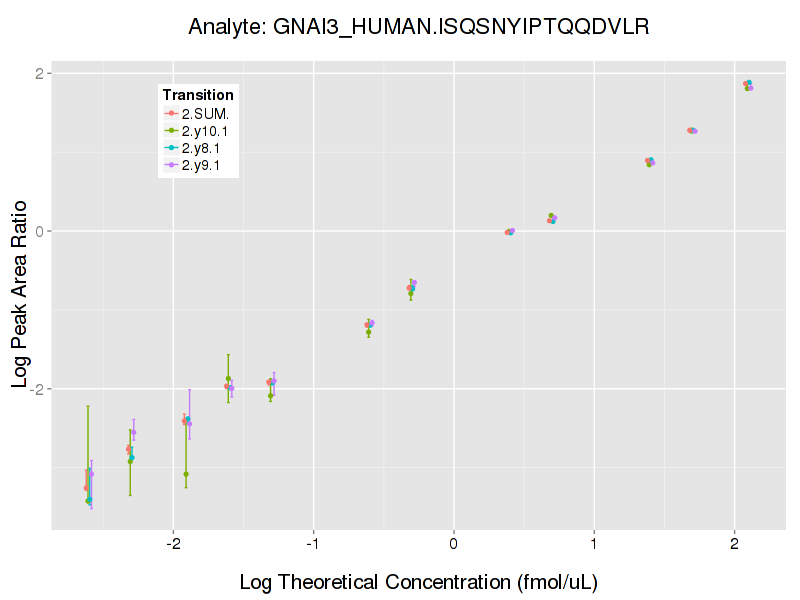 Analyte: GNAI3_HUMAN.ISQSNYIPTQQDVLR
Transition
2.SUM.
2.y10.1
2.y8.1
2.y9.1
Log Peak Area Ratio
2
0
-2
-2 -1 0 1 2
Log Theoretical Concentration (fmol/uL)